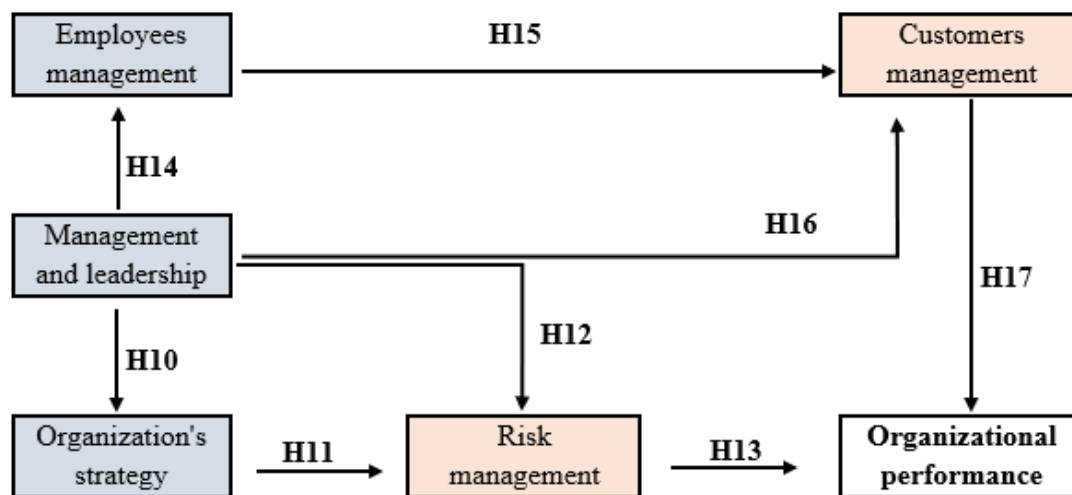 Employees
management
H15
Customers
management
H14
Management
and leadership
H16
H17
H12
H10
Organization's
strategy
H11
Risk
management
H13
Organizational
performance